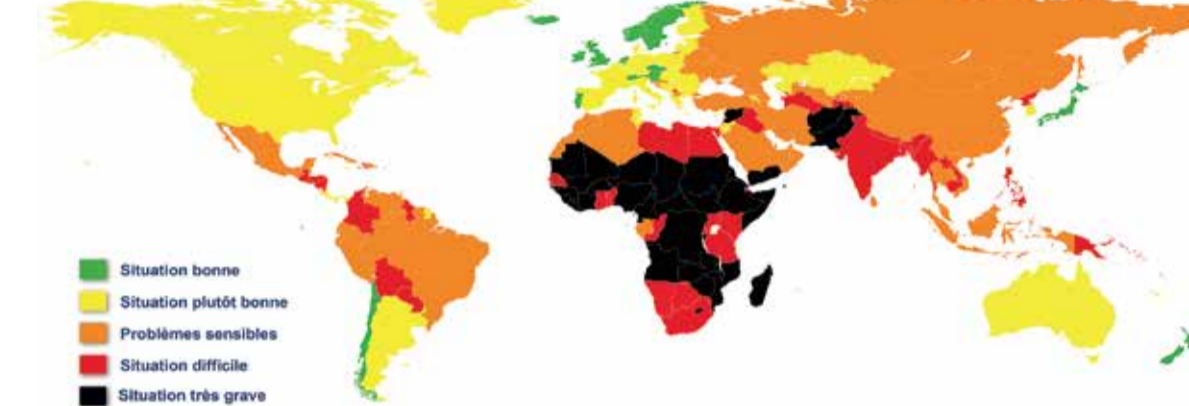 Situation bonne
Situation plutôt bonne
Problèmes sensibles
Situation difficile
Situation très grave